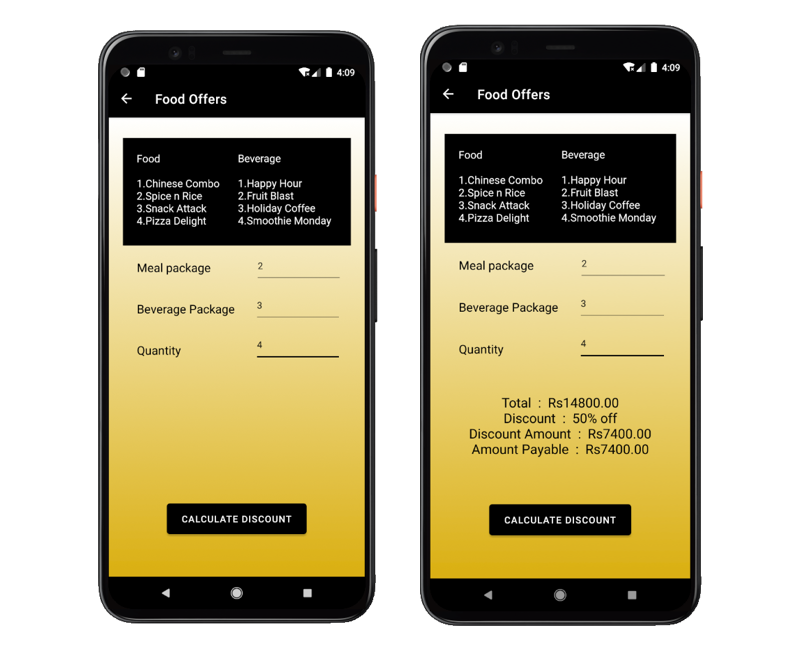 4:09
Food Offers
Food Beverage
1.Chinese Combo 1.Happy Hour
2.Spice n Rice 2.Fruit Blast
3.Snack Attack 3.Holiday Coffee
4.Pizza Delight 4.Smoothie Monday
Meal package 2
Beverage Package 3
Quantity 4
CALCULATE DISCOUNT
4:09
Food Offers
Food Beverage
1.Chinese Combo 1.Happy Hour
2.Spice n Rice 2.Fruit Blast
3.Snack Attack 3.Holiday Coffee
4.Pizza Delight 4.Smoothie Monday
Meal package 2
Beverage Package 3
Quantity 4
Total : Rs14800.00
Discount : 50% off
Discount Amount : Rs7400.00
Amount Payable : Rs7400.00
CALCULATE DISCOUNT